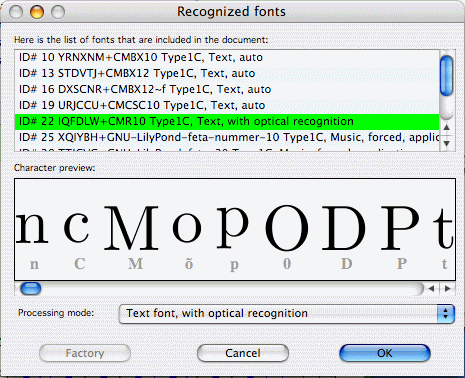 Recognized fonts
Here is the list of fonts that are included in the document:
ID# 10 YRNXNM+CMBX10 Type1C, Text, auto
ID# 13 STDVTJ+CMBX12 Type1C, Text, auto
ID# 16 DXSCNR+CMBX12~f Type1C, Text, auto
ID# 19 URJCCU+CMCSC10 Type1C, Text, auto
ID# 22 IQFDLW+CMR10 Type1C, Text, with optical recognition
ID# 25 XQIYBH+GNU-LilyPond-feta-nummer-10 Type1C, Music, forced, applic
Character preview:
n c M o p O D P t
n C M õ p 0 D P t
Processing mode: Text font, with optical recognition
Factory Cancel OK